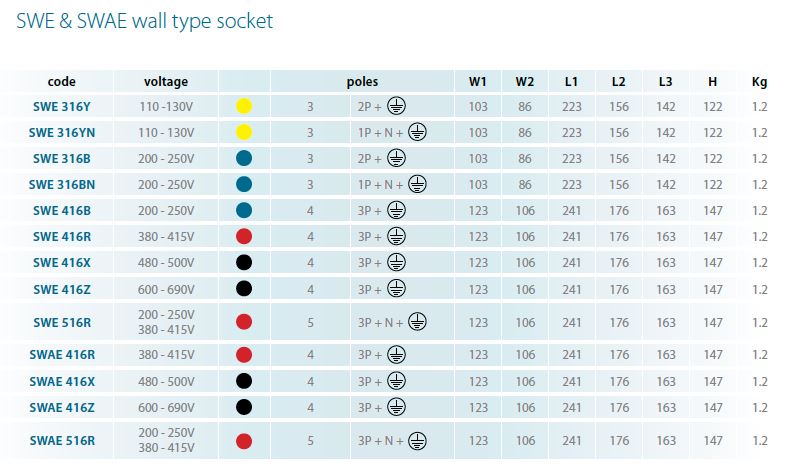 SWE & SWAE wall type socket
code voltage poles W1 W2 L1 L2 L3 H Kg
SWE 316Y 110 -130V 3 2P + 103 86 223 156 142 122 1.2
SWE 316YN 110 - 130V 3 1P + N + 103 86 223 156 142 122 1.2
SWE 316B 200 - 250V 3 2P + 103 86 223 156 142 122 1.2
SWE 316BN 200 - 250V 3 1P + N + 103 86 223 156 142 122 1.2
SWE 416B 200 - 250V 4 3P + 123 106 241 176 163 147 1.2
SWE 416R 380 - 415V 4 3P + 123 106 241 176 163 147 1.2
SWE 416X 480 - 500V 4 3P + 123 106 241 176 163 147 1.2
SWE 416Z 600 - 690V 4 3P + 123 106 241 176 163 147 1.2
SWE 516R 200 - 250V 380 - 415V 5 3P + N + 123 106 241 176 163 147 1.2
SWAE 416R 380 - 415V 4 3P + 123 106 241 176 163 147 1.2
SWAE 416X 480 - 500V 4 3P + 123 106 241 176 163 147 1.2
SWAE 416Z 600 - 690V 4 3P + 123 106 241 176 163 147 1.2
SWAE 516R 200 - 250V 380 - 415V 5 3P + N + 123 106 241 176 163 147 1.2